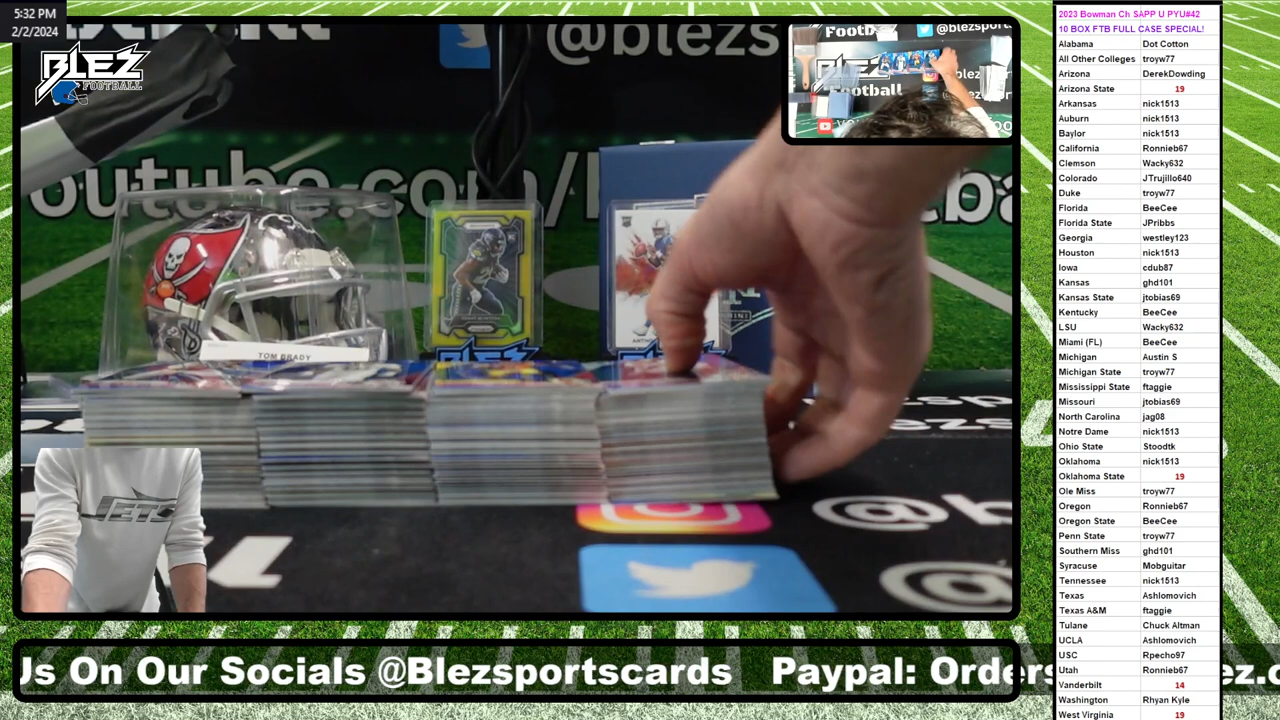 5:32 PM
2/2/2024
BLEZ
FOOTBALL
@blezspo
outube.com/
TOM BRADY
BLEZ
JETS
@b
Football
@blezsport
BLEZ
Football
Us On Our Socials @Blezsportscards Paypal: Orders
ez.c
2023 Bowman Ch SAPP U PYU#42
10 BOX FTB FULL CASE SPECIAL!
Alabama Dot Cotton
All Other Colleges troyw77
Arizona DerekDowding
Arizona State 19
Arkansas nick1513
Auburn nick1513
Baylor nick1513
California Ronnieb67
Clemson Wacky632
Colorado JTrujillo640
Duke troyw77
Florida BeeCee
Florida State JPribbs
Georgia westley123
Houston nick1513
Iowa cdub87
Kansas ghd101
Kansas State jtobias69
Kentucky BeeCee
LSU Wacky632
Miami (FL) BeeCee
Michigan Austin S
Michigan State troyw77
Mississippi State ftaggie
Missouri jtobias69
North Carolina jag08
Notre Dame nick1513
Ohio State Stoodtk
Oklahoma nick1513
Oklahoma State 19
Ole Miss troyw77
Oregon Ronnieb67
Oregon State BeeCee
Penn State troyw77
Southern Miss ghd101
Syracuse Mobguitar
Tennessee nick1513
Texas Ashlomovich
Texas A&M ftaggie
Tulane Chuck Altman
UCLA Ashlomovich
USC Rpecho97
Utah Ronnieb67
Vanderbilt 14
Washington Rhyan Kyle
West Virginia 19